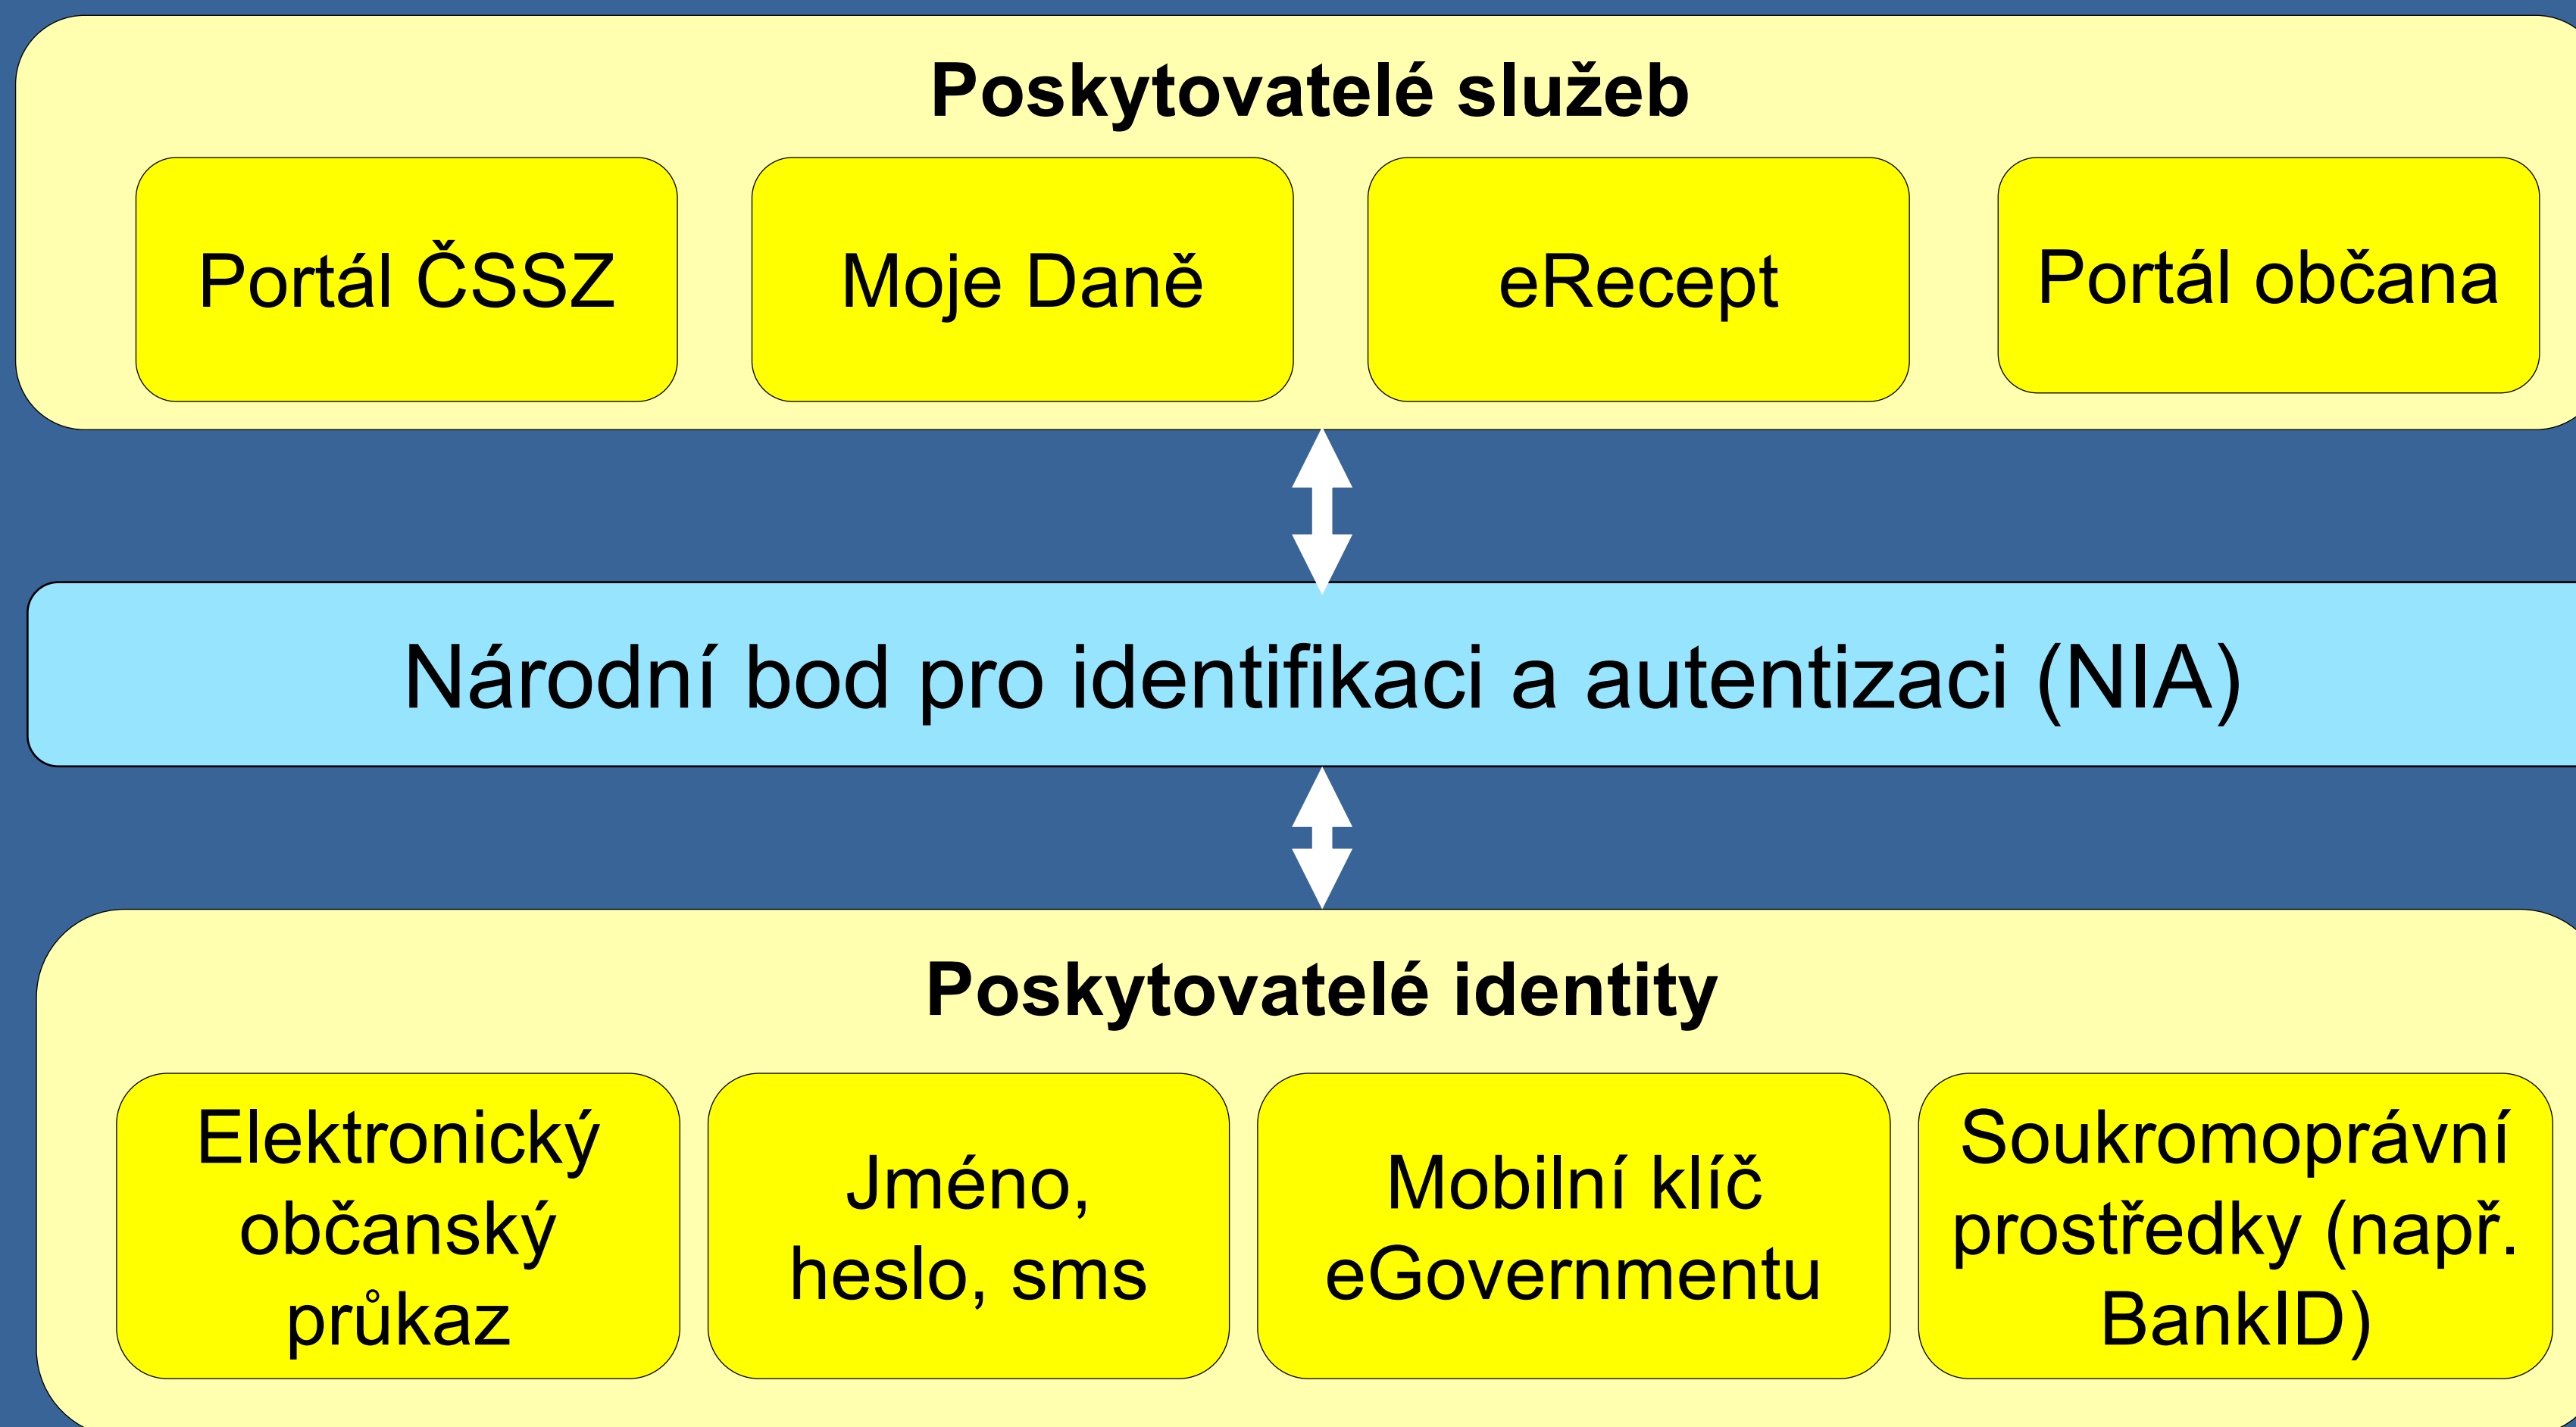 Poskytovatelé služeb
Portál ČSSZ
Moje Daně
eRecept
Portál občana
Národní bod pro identifikaci a autentizaci (NIA)
Poskytovatelé identity
Elektronický
občanský
průkaz
Jméno,
heslo, sms
Mobilní klíč
eGovernmentu
Soukromoprávní
prostředky (např.
BankID)